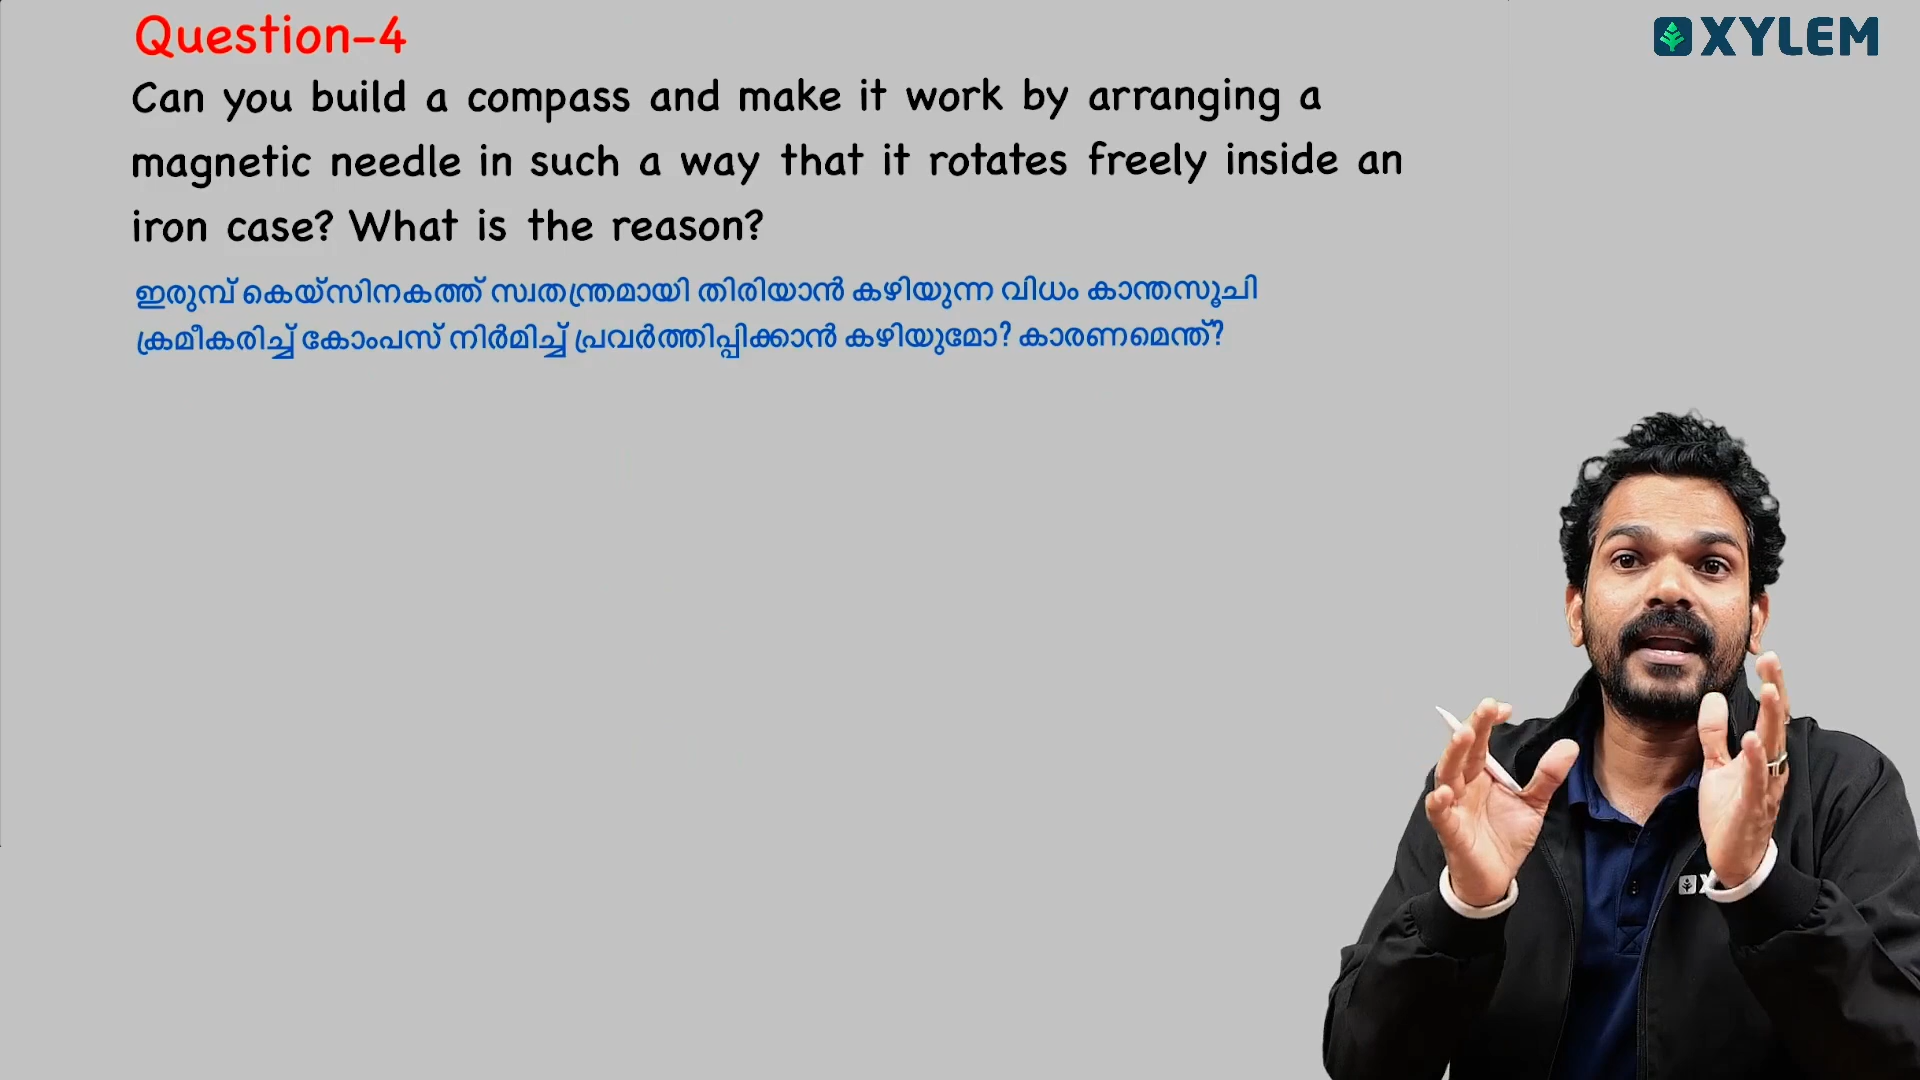 Question-4
XYLEM
Can you build a compass and make it work by arranging a
magnetic needle in such a way that it rotates freely inside an
iron case? What is the reason?
ഇരുമ്പ് കെയ്സിനകത്ത് സ്വതന്ത്രമായി തിരിയാൻ കഴിയുന്ന വിധം കാന്തസൂചി
ക്രമീകരിച്ച് കോംപസ് നിർമിച്ച് പ്രവർത്തിപ്പിക്കാൻ കഴിയുമോ? കാരണമെന്ത്?